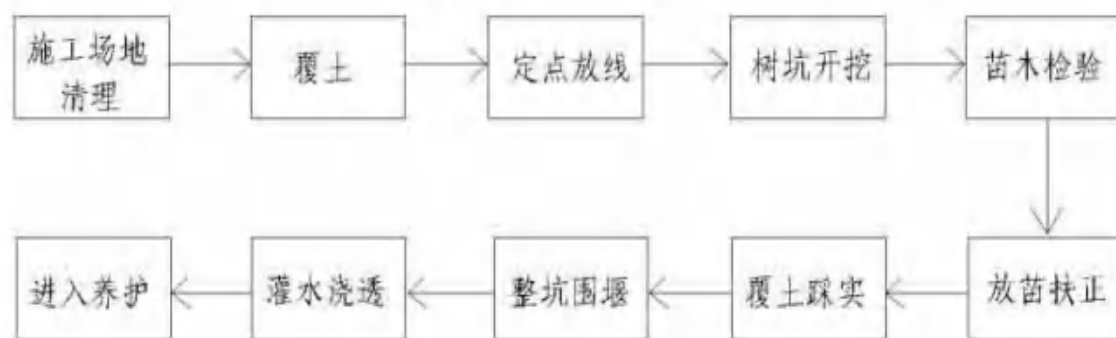 施工场地
清理
覆土
定点放线
树坑开挖
苗木检验
放苗扶正
覆土踩实
整坑围堰
灌水浇透
进入养护